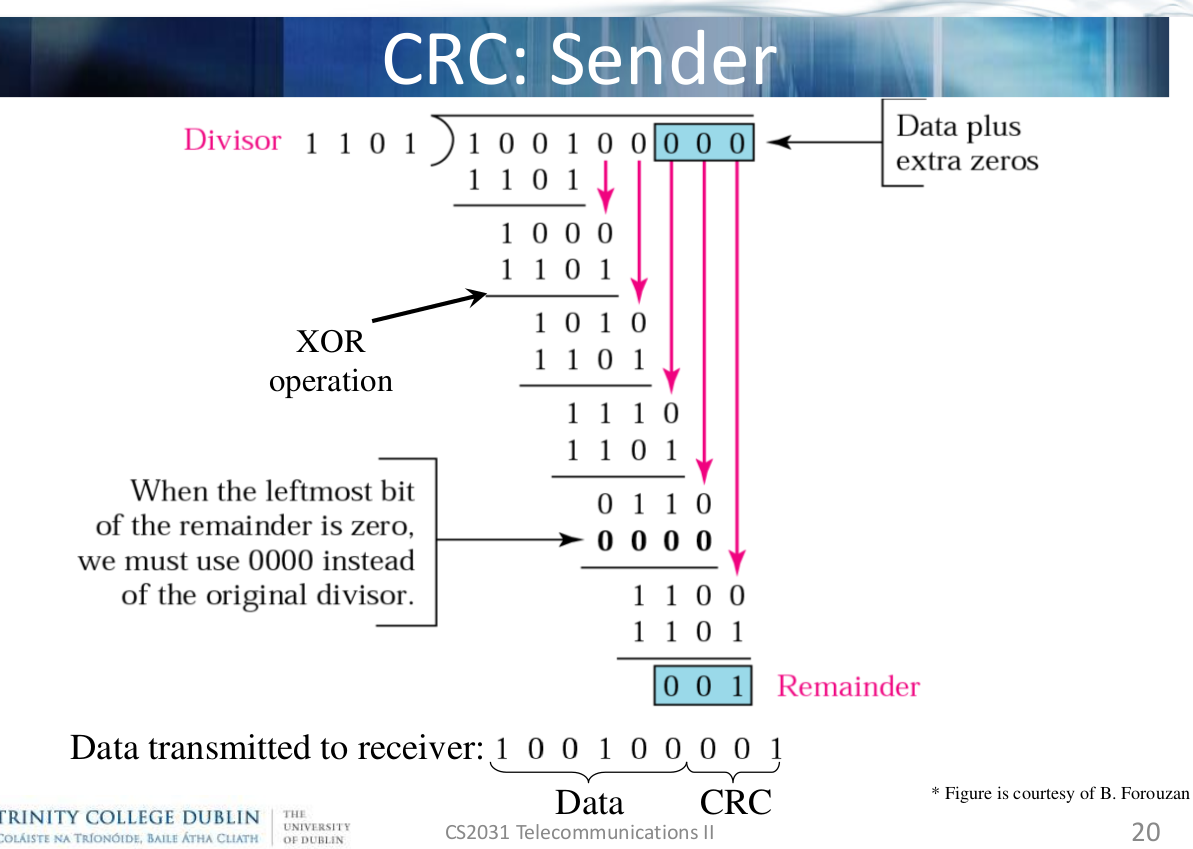 CRC: Sender
Divisor 1 1 0 1 ) 1 0 0 1 0 0 0 0 0
Data plus
extra zeros
1 1 0 1
1 0 0 0
1 1 0 1
XOR
operation
1 0 1 0
1 1 0 1
1 1 1 0
1 1 0 1
When the leftmost bit
of the remainder is zero,
we must use 0000 instead
of the original divisor.
0 1 1 0
0 0 0 0
1 1 0 0
1 1 0 1
0 0 1 Remainder
Data transmitted to receiver: 1 0 0 1 0 0 0 0 1
Data CRC
* Figure is courtesy of B. Forouzan
TRINITY COLLEGE DUBLIN
COLÁISTE NA TRÍONÓIDE, BAILE ÁTHA CLIATH
THE
UNIVERSITY
OF DUBLIN
CS2031 Telecommunications II
20